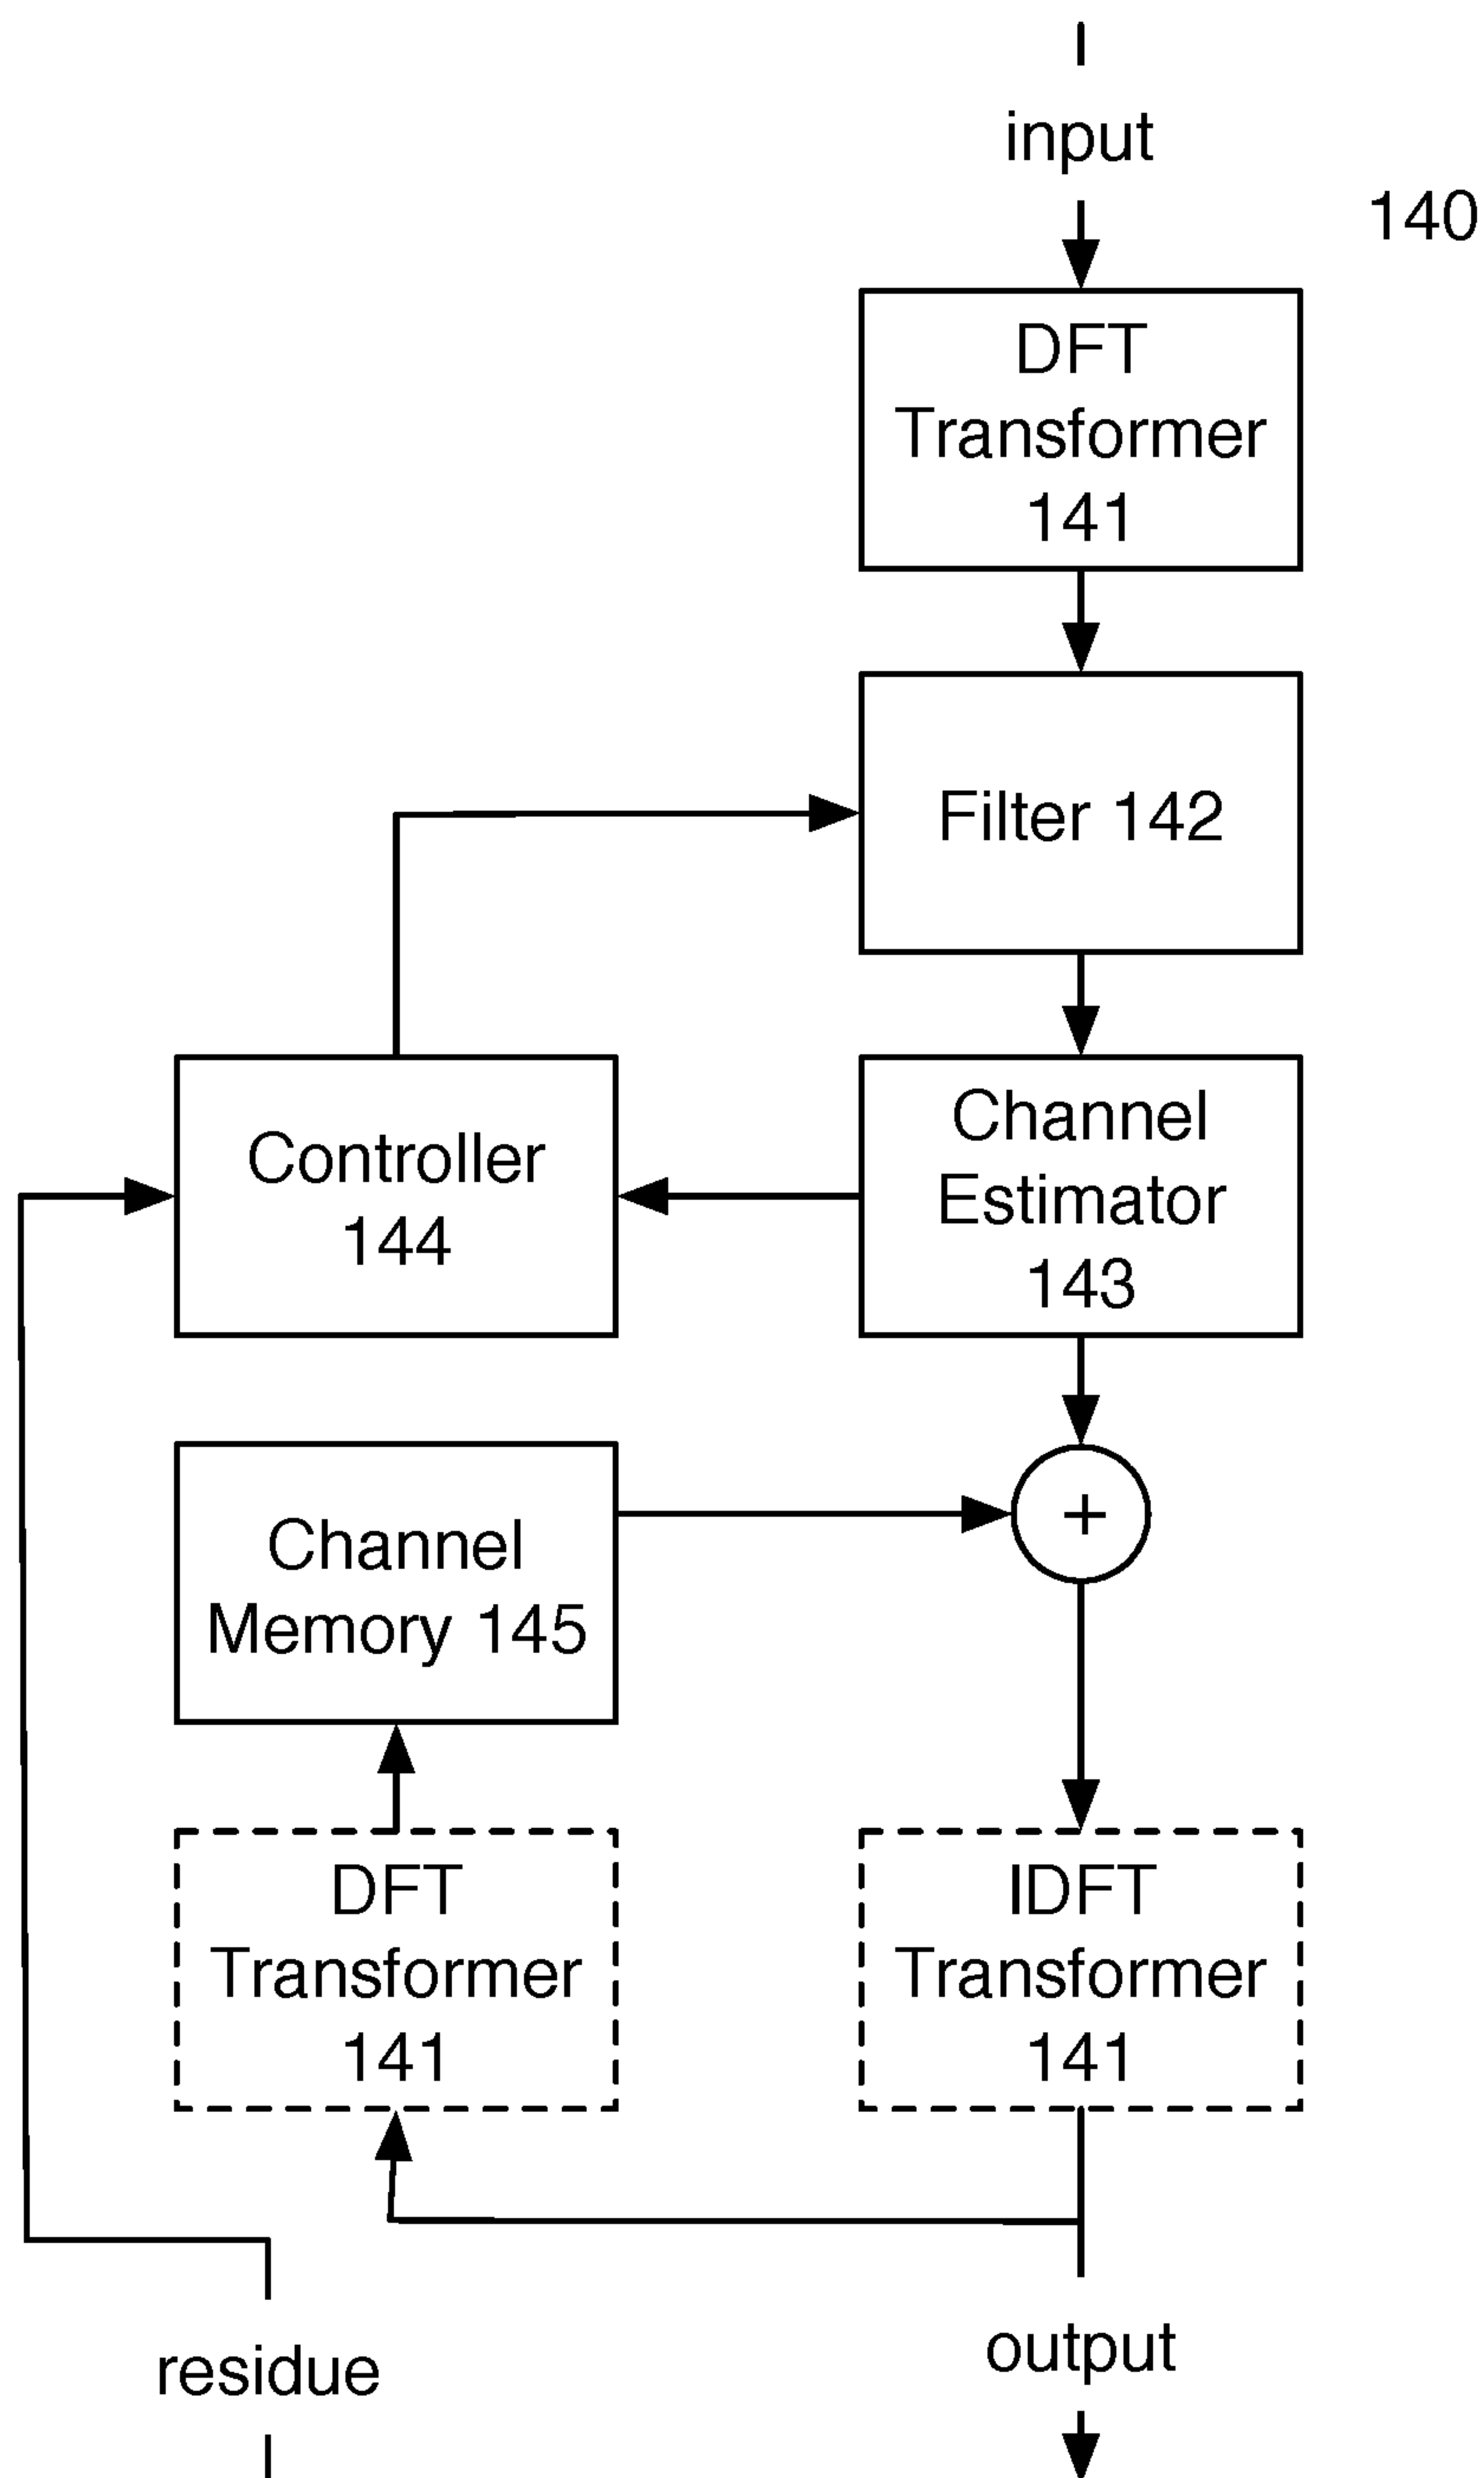 input
140
DFT
Transformer
141
Filter 142
Controller
144
Channel
Estimator
143
Channel
Memory 145
+
DFT
Transformer
141
IDFT
Transformer
141
residue
output